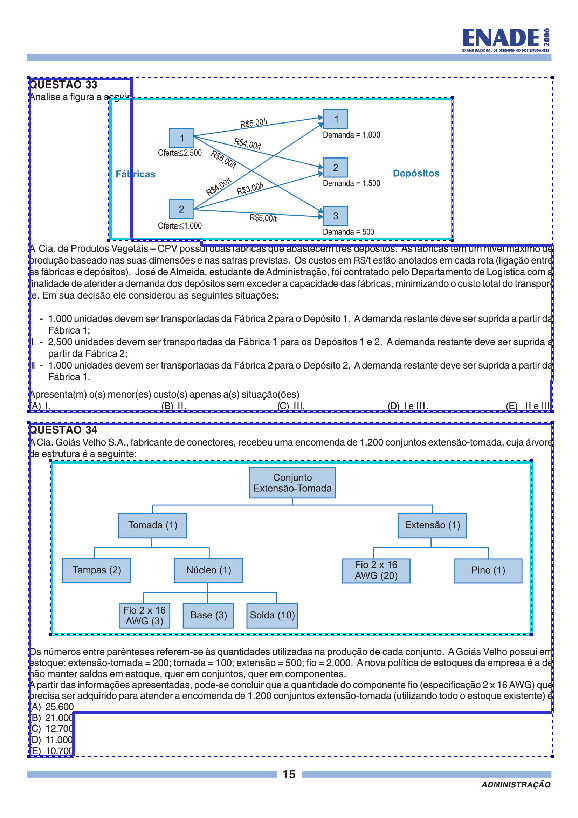 ENADE 2006
EXAME NACIONAL DE DESEMPENHO DOS ESTUDANTES
QUESTÃO 33
Analise a figura a seguir.
R$5,00/t
1
1
R$4,00/t
Demanda = 1.000
Oferta≤2.500
2
Fábricas
Depósitos
R$4,00/t
R$3,00/t
Demanda = 1.500
2
R$5,00/t
3
Oferta≤1.000
Demanda = 500
A Cia. de Produtos Vegetais – CPV possui duas fábricas que abastecem três depósitos. As fábricas têm um nível máximo de
produção baseado nas suas dimensões e nas safras previstas. Os custos em R$/t estão anotados em cada rota (ligação entre
as fábricas e depósitos). José de Almeida, estudante de Administração, foi contratado pelo Departamento de Logística com a
finalidade de atender a demanda dos depósitos sem exceder a capacidade das fábricas, minimizando o custo total do transpor-
te. Em sua decisão ele considerou as seguintes situações:
I - 1.000 unidades devem ser transportadas da Fábrica 2 para o Depósito 1. A demanda restante deve ser suprida a partir da
Fábrica 1;
II - 2.500 unidades devem ser transportadas da Fábrica 1 para os Depósitos 1 e 2. A demanda restante deve ser suprida a
partir da Fábrica 2;
III - 1.000 unidades devem ser transportadas da Fábrica 2 para o Depósito 2. A demanda restante deve ser suprida a partir da
Fábrica 1.
Apresenta(m) o(s) menor(es) custo(s) apenas a(s) situação(ões)
(A) I. (B) II. (C) III. (D) I e III. (E) II e III.
QUESTÃO 34
A Cia. Goiás Velho S.A., fabricante de conectores, recebeu uma encomenda de 1.200 conjuntos extensão-tomada, cuja árvore
de estrutura é a seguinte:
Conjunto
Extensão-Tomada
Tomada (1)
Extensão (1)
Tampas (2)
Núcleo (1)
Fio 2 x 16
AWG (20)
Pino (1)
Fio 2 x 16
AWG (3)
Base (3)
Solda (10)
Os números entre parênteses referem-se às quantidades utilizadas na produção de cada conjunto. A Goiás Velho possui em
estoque: extensão-tomada = 200; tomada = 100; extensão = 500; fio = 2.000. A nova política de estoques da empresa é a de
não manter saldos em estoque, quer em conjuntos, quer em componentes.
A partir das informações apresentadas, pode-se concluir que a quantidade do componente fio (especificação 2 x 16 AWG) que
precisa ser adquirido para atender a encomenda de 1.200 conjuntos extensão-tomada (utilizando todo o estoque existente) é
(A) 25.600
(B) 21.000
(C) 12.700
(D) 11.000
(E) 10.700
15
ADMINISTRAÇÃO